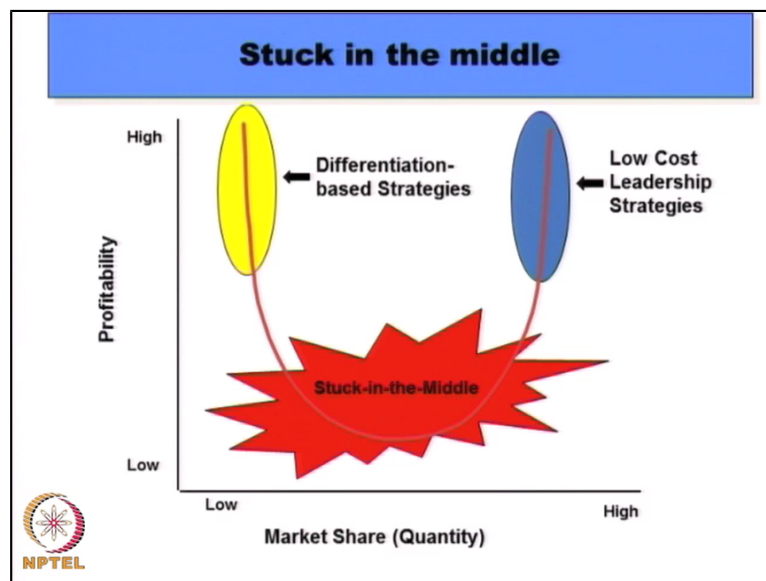 Stuck in the middle
High
Differentiation-
based Strategies
Low Cost
Leadership
Strategies
Profitability
Stuck-in-the-Middle
Low
Low
High
Market Share (Quantity)
NPTEL